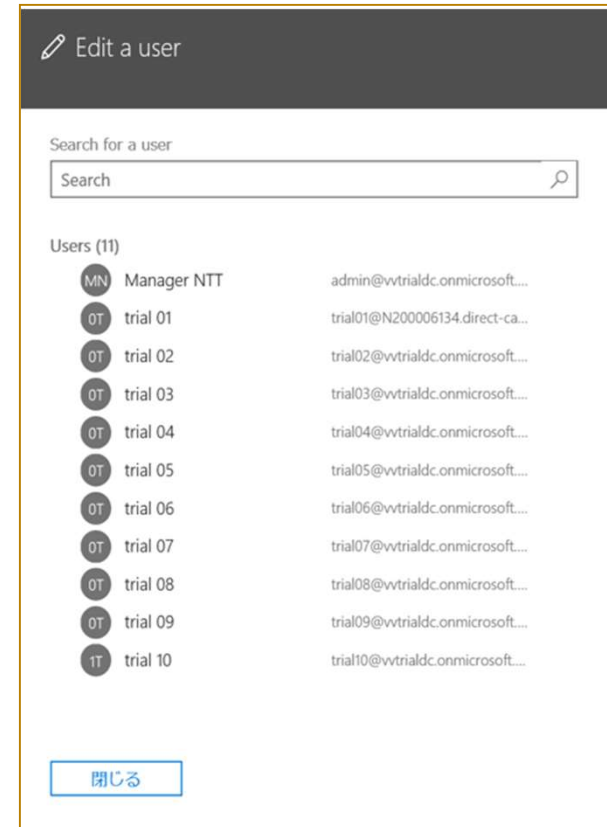 Edit a user
Search for a user
Search
Users (11)
MN Manager NTT admin@vvtrialdc.onmicrosoft....
0T trial 01 trial01@N200006134.direct-ca...
0T trial 02 trial02@vvtrialdc.onmicrosoft....
0T trial 03 trial03@vvtrialdc.onmicrosoft....
0T trial 04 trial04@vvtrialdc.onmicrosoft....
0T trial 05 trial05@vvtrialdc.onmicrosoft....
0T trial 06 trial06@vvtrialdc.onmicrosoft....
0T trial 07 trial07@vvtrialdc.onmicrosoft....
0T trial 08 trial08@vvtrialdc.onmicrosoft....
0T trial 09 trial09@vvtrialdc.onmicrosoft....
1T trial 10 trial10@vvtrialdc.onmicrosoft....
閉じる